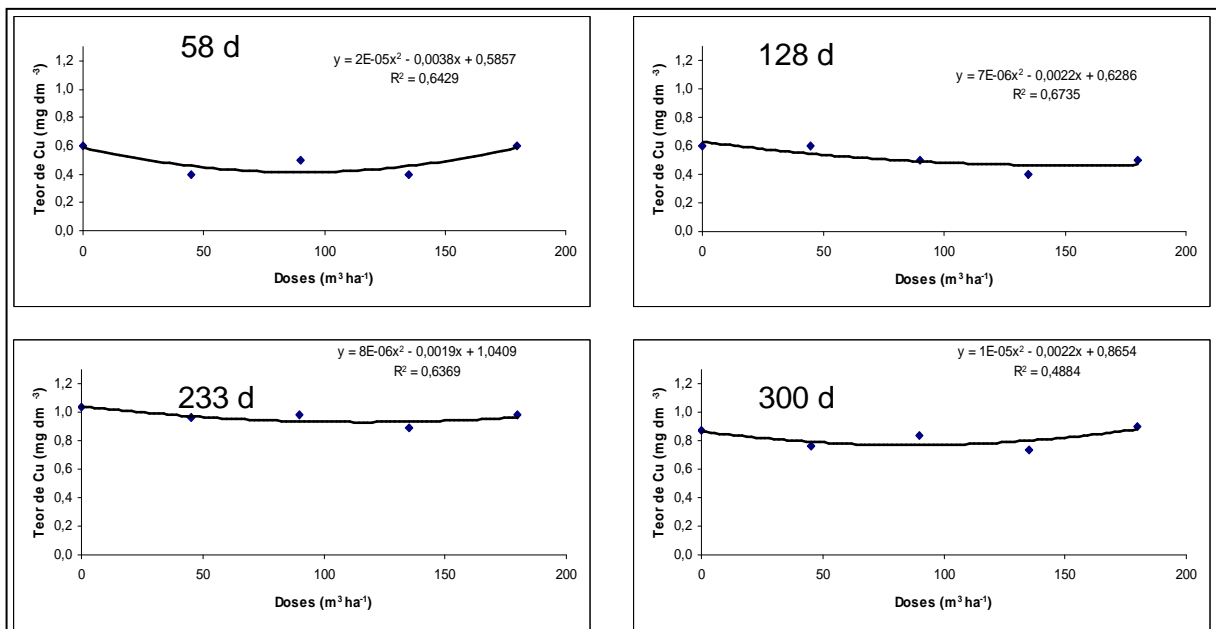 58 d
y = 2E-05x² - 0,0038x + 0,5857
R² = 0,6429
Teor de Cu (mg dm ⁻³)
1,2
1,0
0,8
0,6
0,4
0,2
0,0
0 50 100 150 200
Doses (m³ ha⁻¹)
128 d
y = 7E-06x² - 0,0022x + 0,6286
R² = 0,6735
Teor de Cu (mg dm ⁻³)
1,2
1,0
0,8
0,6
0,4
0,2
0,0
0 50 100 150 200
Doses (m³ ha⁻¹)
y = 8E-06x² - 0,0019x + 1,0409
R² = 0,6369
233 d
Teor de Cu (mg dm ⁻³)
1,2
1,0
0,8
0,6
0,4
0,2
0,0
0 50 100 150 200
Doses (m³ ha⁻¹)
y = 1E-05x² - 0,0022x + 0,8654
R² = 0,4884
300 d
Teor de Cu (mg dm ⁻³)
1,2
1,0
0,8
0,6
0,4
0,2
0,0
0 50 100 150 200
Doses (m³ ha⁻¹)